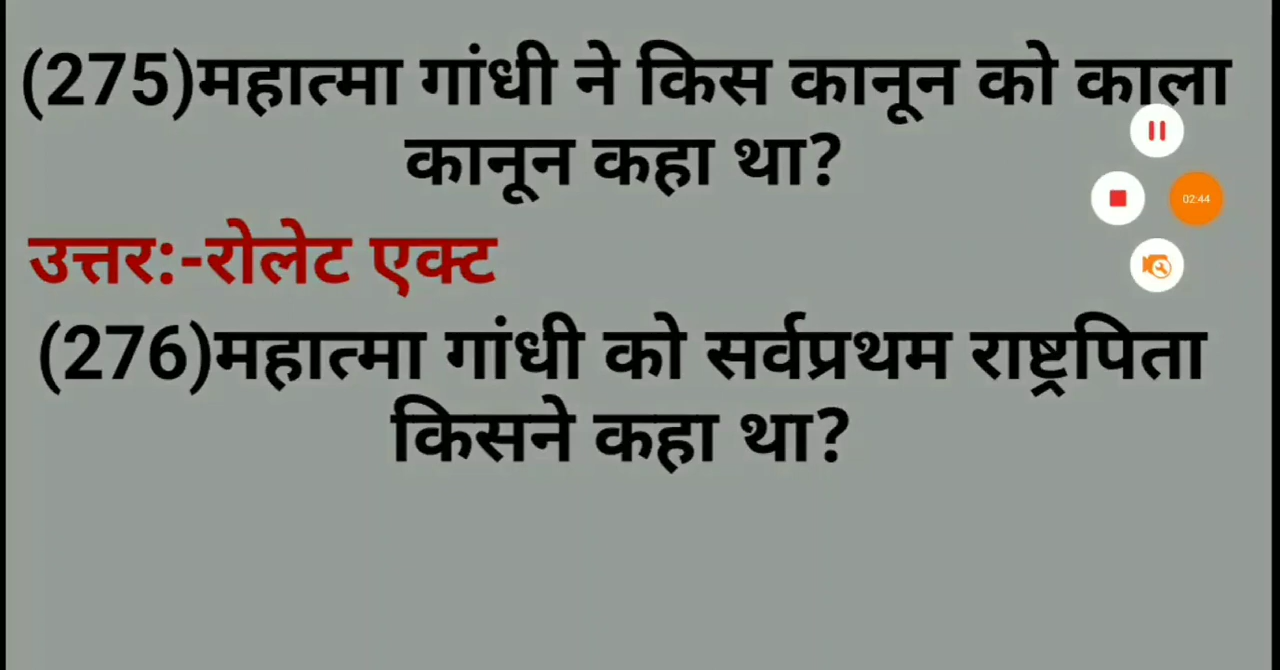 (275)महात्मा गांधी ने किस कानून को काला
कानून कहा था?
02:44
उत्तर:-रोलेट एक्ट
(276)महात्मा गांधी को सर्वप्रथम राष्ट्रपिता
किसने कहा था?